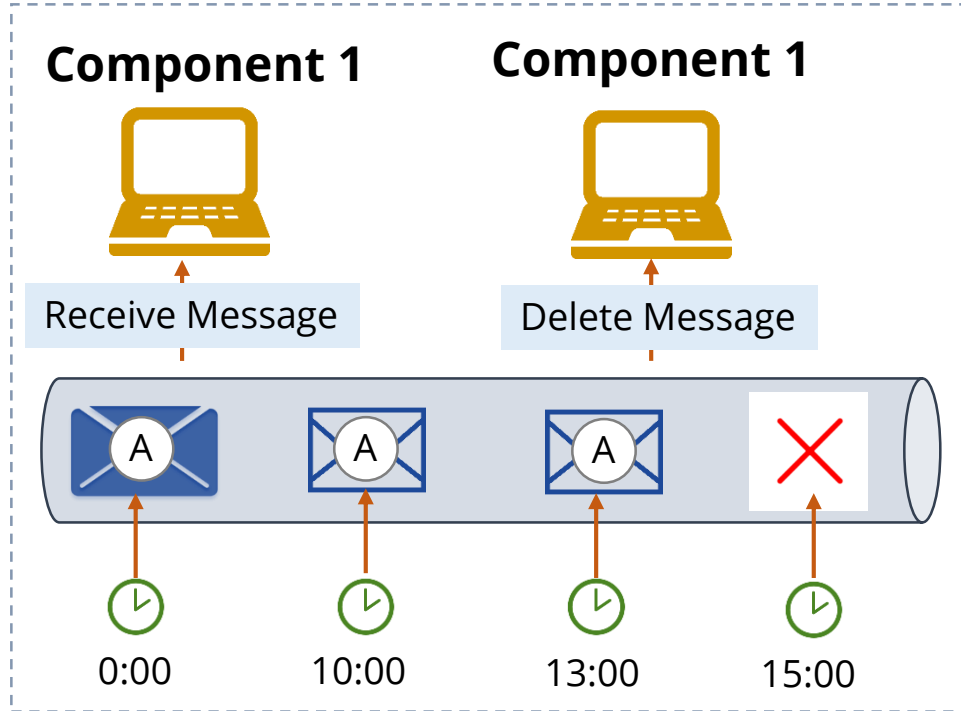 Component 1
Component 1
Receive Message
Delete Message
A
A
A
0:00
10:00
13:00
15:00